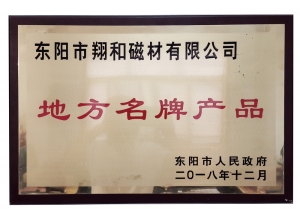 东阳市翔和磁材有限公司
地方名牌产品
东阳市人民政府
二〇一八年十二月